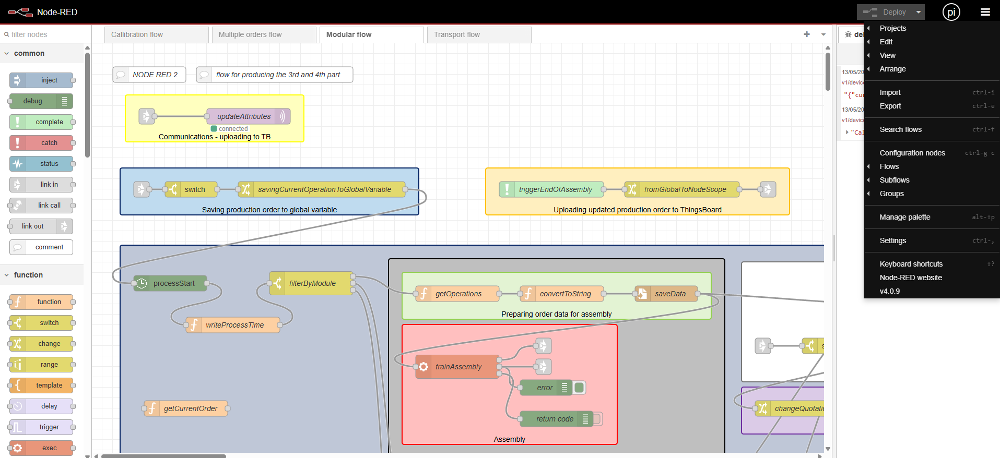 Node-RED
Deploy
pi
filter nodes
Callibration flow
Multiple orders flow
Modular flow
Transport flow
common
inject
debug
complete
catch
status
link in
link call
link out
comment
function
function
switch
change
range
template
delay
trigger
exec
NODE RED 2
flow for producing the 3rd and 4th part
updateAttributes
connected
Communications - uploading to TB
switch
savingCurrentOperationToGlobalVariable
Saving production order to global variable
triggerEndOfAssembly
fromGlobalToNodeScope
Uploading updated production order to ThingsBoard
processStart
filterByModule
writeProcessTime
getCurrentOrder
getOperations
convertToString
saveData
Preparing order data for assembly
trainAssembly
error
return code
Assembly
changeQuotati
de
13/05/20
v1/device
"{"cu
13/05/20
v1/device
"Cal
Projects
Edit
View
Arrange
Import ctrl-i
Export ctrl-e
Search flows ctrl-f
Configuration nodes ctrl-g c
Flows
Subflows
Groups
Manage palette alt-⇧p
Settings ctrl-,
Keyboard shortcuts ⇧?
Node-RED website
v4.0.9